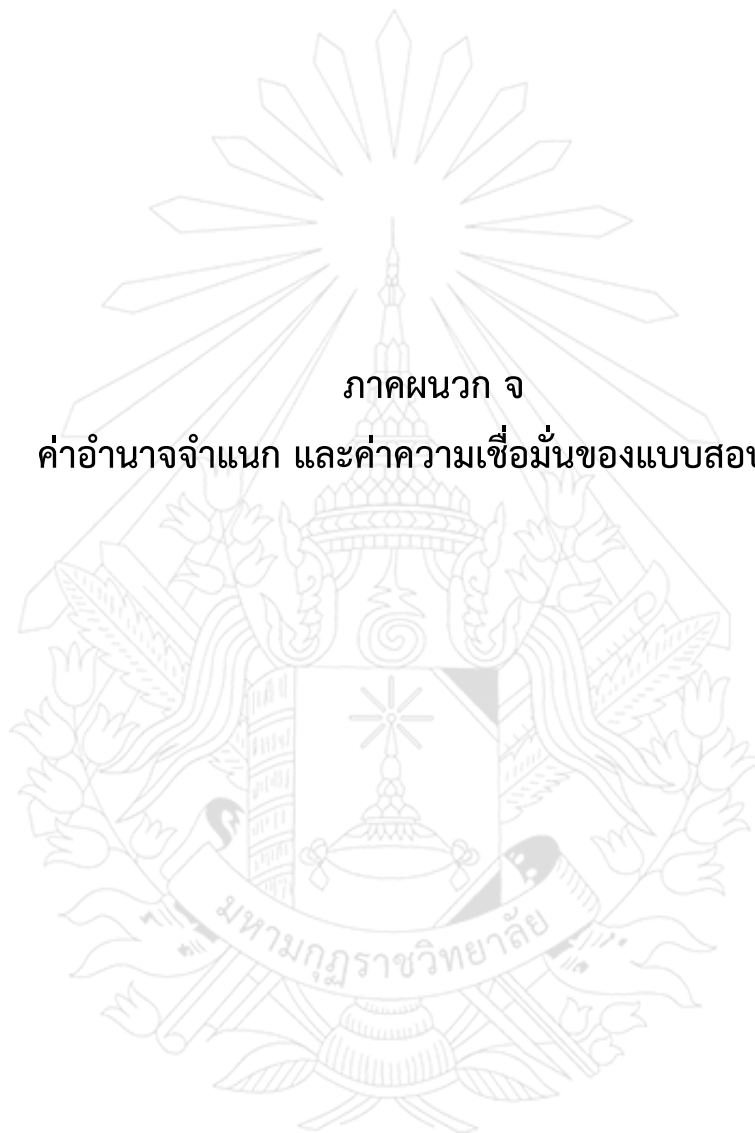 ภาคผนวก จ
ค่าอำนาจจำแนก และค่าความเชื่อมั่นของแบบสอบ
มหามกุฏราชวิทยาลัย